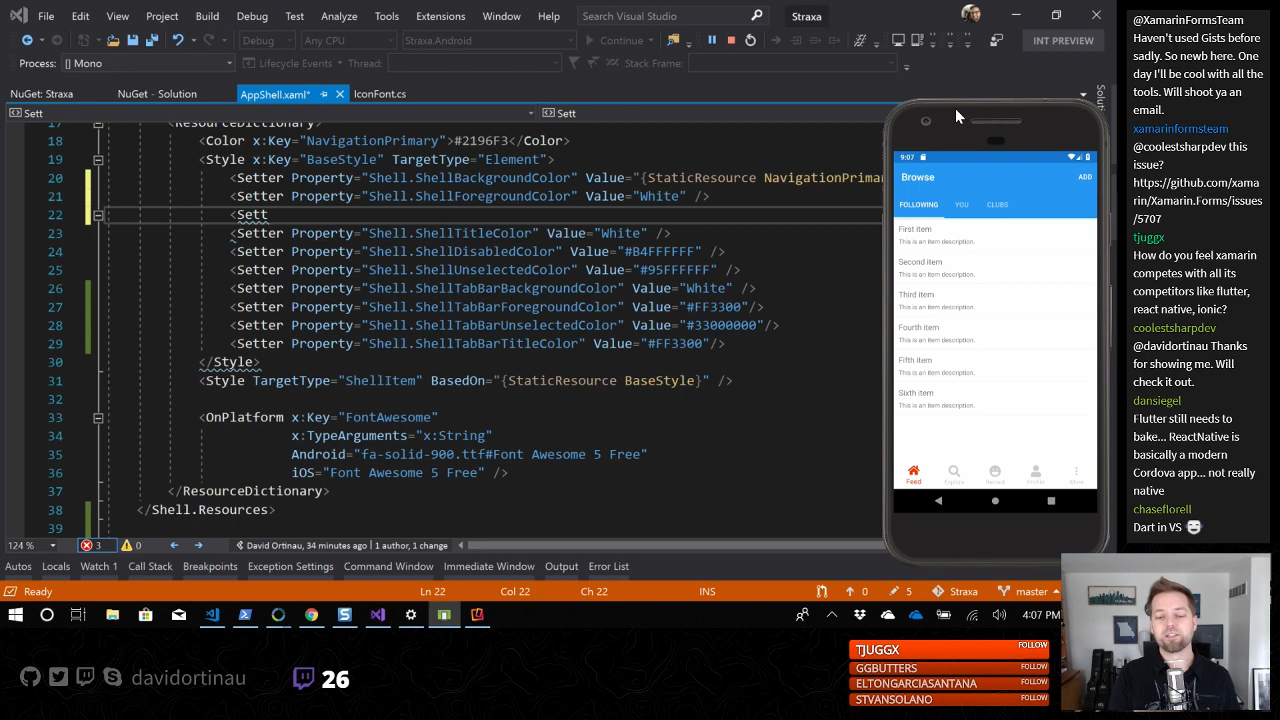 File Edit View Project Build Debug Test Analyze Tools Extensions Window Help Search Visual Studio Straxa
Debug Any CPU Straxa.Android Continue INT PREVIEW
Process: [] Mono Lifecycle Events Thread: Stack Frame:
NuGet: Straxa NuGet - Solution AppShell.xaml* IconFont.cs
Sett Sett
17 <ResourceDictionary>
18 <Color x:Key="NavigationPrimary">#2196F3</Color>
19 <Style x:Key="BaseStyle" TargetType="Element">
20 <Setter Property="Shell.ShellBackgroundColor" Value="{StaticResource NavigationPrimar
21 <Setter Property="Shell.ShellForegroundColor" Value="White" />
22 <Sett
23 <Setter Property="Shell.ShellTitleColor" Value="White" />
24 <Setter Property="Shell.ShellDisabledColor" Value="#B4FFFFFF" />
25 <Setter Property="Shell.ShellUnselectedColor" Value="#95FFFFFF" />
26 <Setter Property="Shell.ShellTabBarBackgroundColor" Value="White" />
27 <Setter Property="Shell.ShellTabBarForegroundColor" Value="#FF3300"/>
28 <Setter Property="Shell.ShellTabBarUnselectedColor" Value="#33000000"/>
29 <Setter Property="Shell.ShellTabBarTitleColor" Value="#FF3300"/>
30 </Style>
31 <Style TargetType="ShellItem" BasedOn="{StaticResource BaseStyle}" />
32
33 <OnPlatform x:Key="FontAwesome"
34 x:TypeArguments="x:String"
35 Android="fa-solid-900.ttf#Font Awesome 5 Free"
36 iOS="Font Awesome 5 Free" />
37 </ResourceDictionary>
38 </Shell.Resources>
39
124 % 3 0 David Ortinau, 34 minutes ago | 1 author, 1 change
Autos Locals Watch 1 Call Stack Breakpoints Exception Settings Command Window Immediate Window Output Error List
Ready Ln 22 Col 22 Ch 22 INS 0 5 Straxa master
4:07 PM
9:07
Browse ADD
FOLLOWING YOU CLUBS
First item
This is an item description.
Second item
This is an item description.
Third item
This is an item description.
Fourth item
This is an item description.
Fifth item
This is an item description.
Sixth item
This is an item description.
Feed Explore Record Profile More
Solu
@XamarinFormsTeam
Haven't used Gists before
sadly. So newb here. One
day I'll be cool with all the
tools. Will shoot ya an
email.
xamarinformsteam
@coolestsharpdev this
issue?
https://github.com/xama
rin/Xamarin.Forms/issues
/5707
tjuggx
How do you feel xamarin
competes with all its
competitors like flutter,
react native, ionic?
coolestsharpdev
@davidortinau Thanks
for showing me. Will
check it out.
dansiegel
Flutter still needs to
bake... ReactNative is
basically a modern
Cordova app... not really
native
chaseflorell
Dart in VS
davidortinau 26
TJUGGX FOLLOW
GGBUTTERS FOLLOW
ELTONGARCIASANTANA FOLLOW
STVANSOLANO FOLLOW